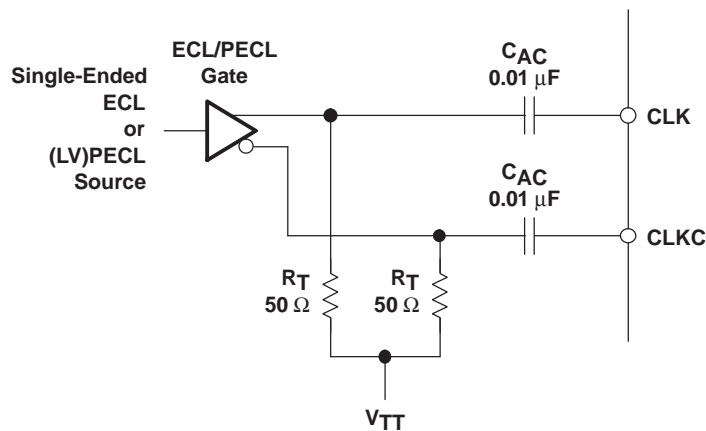 ECL/PECL
Gate
Single-Ended
ECL
or
(LV)PECL
Source
CAC
0.01 μF
CLK
CAC
0.01 μF
CLKC
RT
50 Ω
RT
50 Ω
VTT